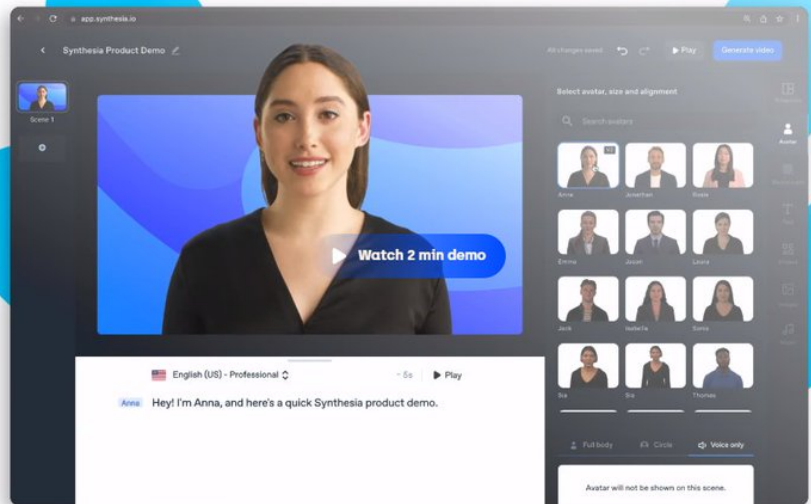 app.synthesia.io
Synthesia Product Demo
All changes saved
Play
Generate video
Scene 1
Watch 2 min demo
English (US) - Professional
~ 5s
Play
Anna
Hey! I'm Anna, and here's a quick Synthesia product demo.
Select avatar, size and alignment
Search avatars
Anna
Jonathan
Rosie
Emma
Jason
Laura
Jack
Isabella
Sonia
Thomas
Avatar
Text
Full body
Circle
Voice only
Avatar will not be shown on this scene.